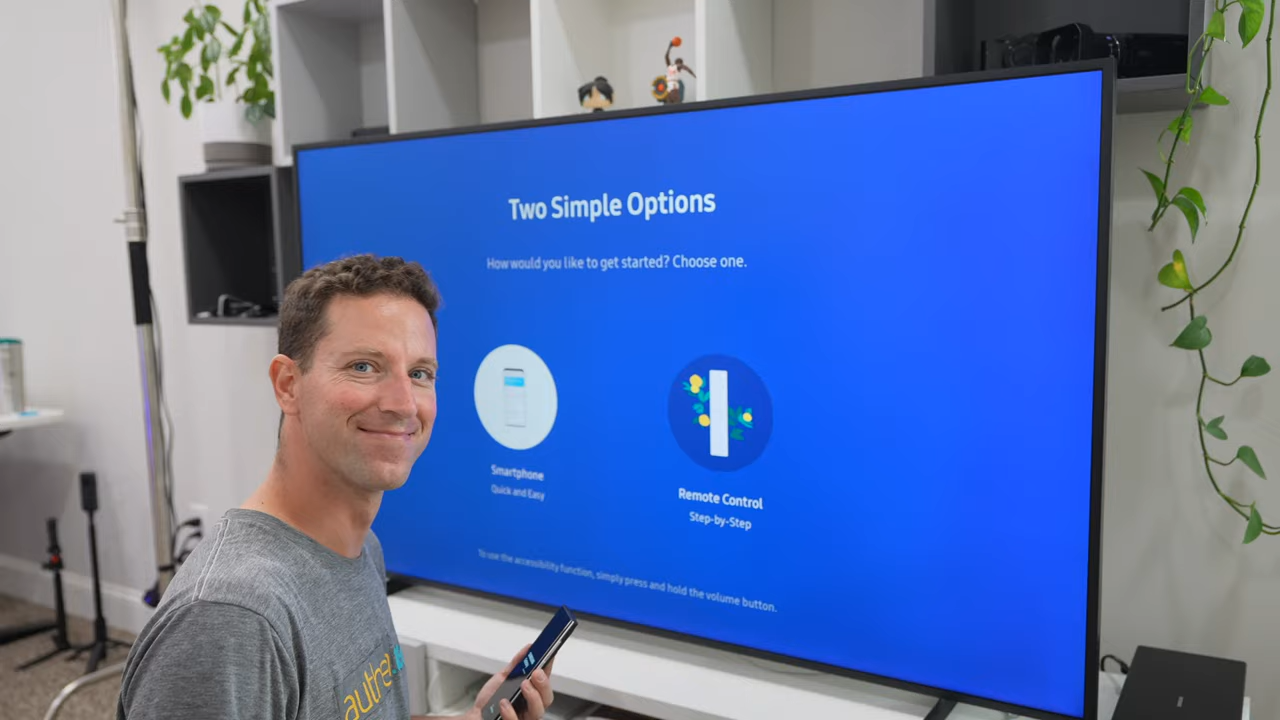 Two Simple Options
How would you like to get started? Choose one.
Smartphone
Quick and Easy
Remote Control
Step-by-Step
To use the accessibility function, simply press and hold the volume button.